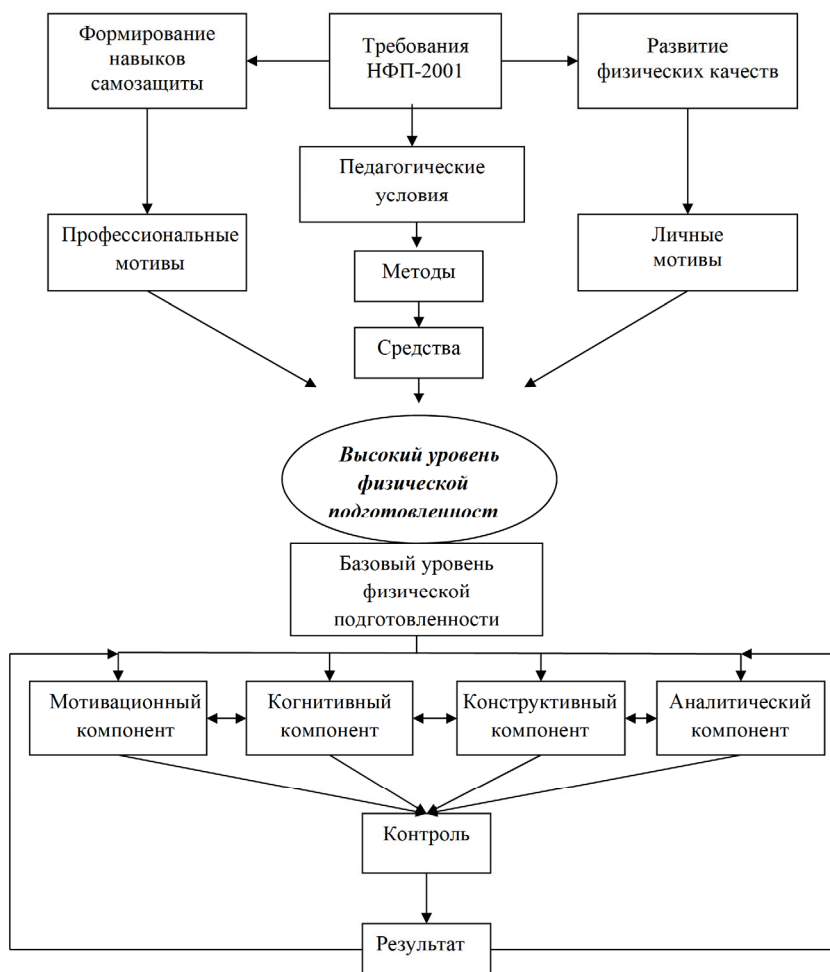 Формирование
навыков
самозащиты
Требования
НФП-2001
Развитие
физических качеств
Педагогические
условия
Профессиональные
мотивы
Методы
Личные
мотивы
Средства
Высокий уровень
физической
подготовленност
Базовый уровень
физической
подготовленности
Мотивационный
компонент
Когнитивный
компонент
Конструктивный
компонент
Аналитический
компонент
Контроль
Результат